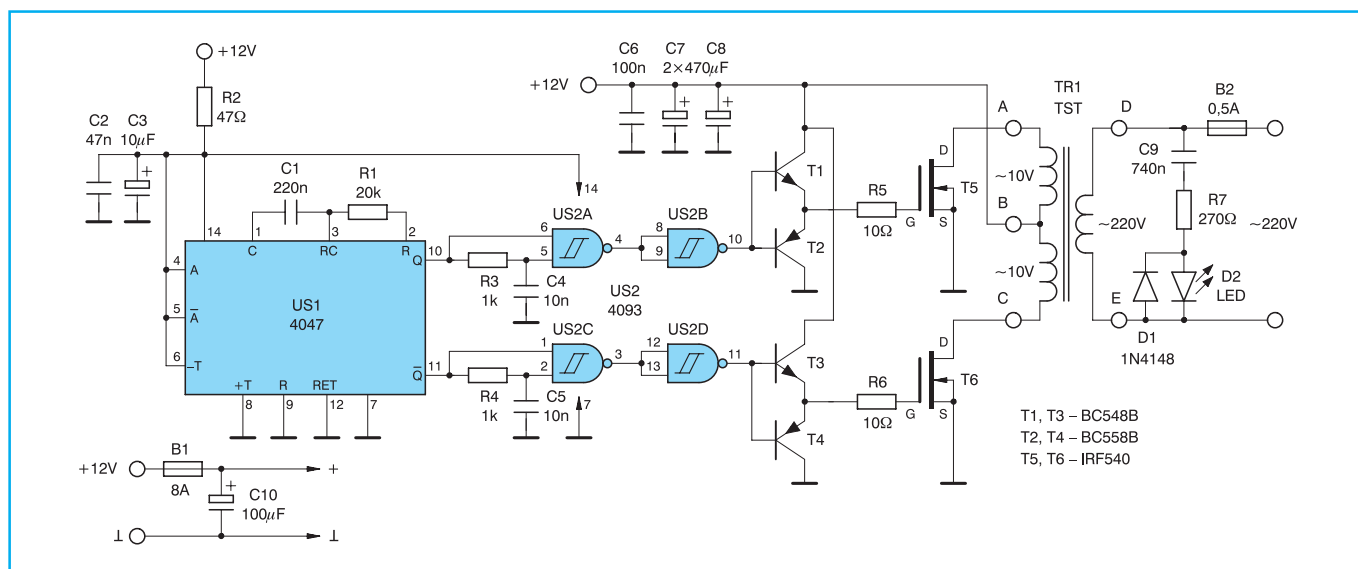 +12V
R2
47Ω
C2
47n
C3
10μF
C1
220n
R1
20k
14
1
3
2
C
RC
R
4
A
5
A̅
6
–T
US1
4047
10
Q
11
Q̅
+T
R
RET
8
9
12
7
R3
1k
C4
10n
R4
1k
C5
10n
14
US2A
6
5
4
US2B
8
9
10
US2
4093
US2C
1
2
3
7
US2D
12
13
11
+12V
C6
100n
C7
C8
2×470μF
+
+
+
T1
T2
T3
T4
R5
10Ω
R6
10Ω
D
G
S
T5
D
G
S
T6
A
B
C
~10V
~10V
TR1
TST
D
E
~220V
C9
740n
R7
270Ω
B2
0,5A
~220V
D2
LED
D1
1N4148
T1, T3 – BC548B
T2, T4 – BC558B
T5, T6 – IRF540
+12V
B1
8A
+
+
C10
100μF
⊥
⊥